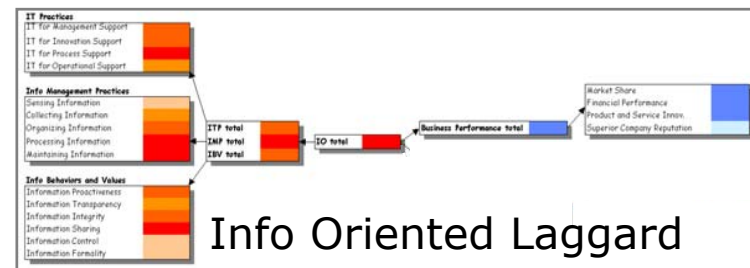 IT Practices
IT for Management Support
IT for Innovation Support
IT for Process Support
IT for Operational Support
Info Management Practices
Sensing Information
Collecting Information
Organizing Information
Processing Information
Maintaining Information
Info Behaviors and Values
Information Proactiveness
Information Transparency
Information Integrity
Information Sharing
Information Control
Information Formality
ITP total
IMP total
IBV total
IO total
Business Performance total
Market Share
Financial Performance
Product and Service Innov.
Superior Company Reputation
Info Oriented Laggard